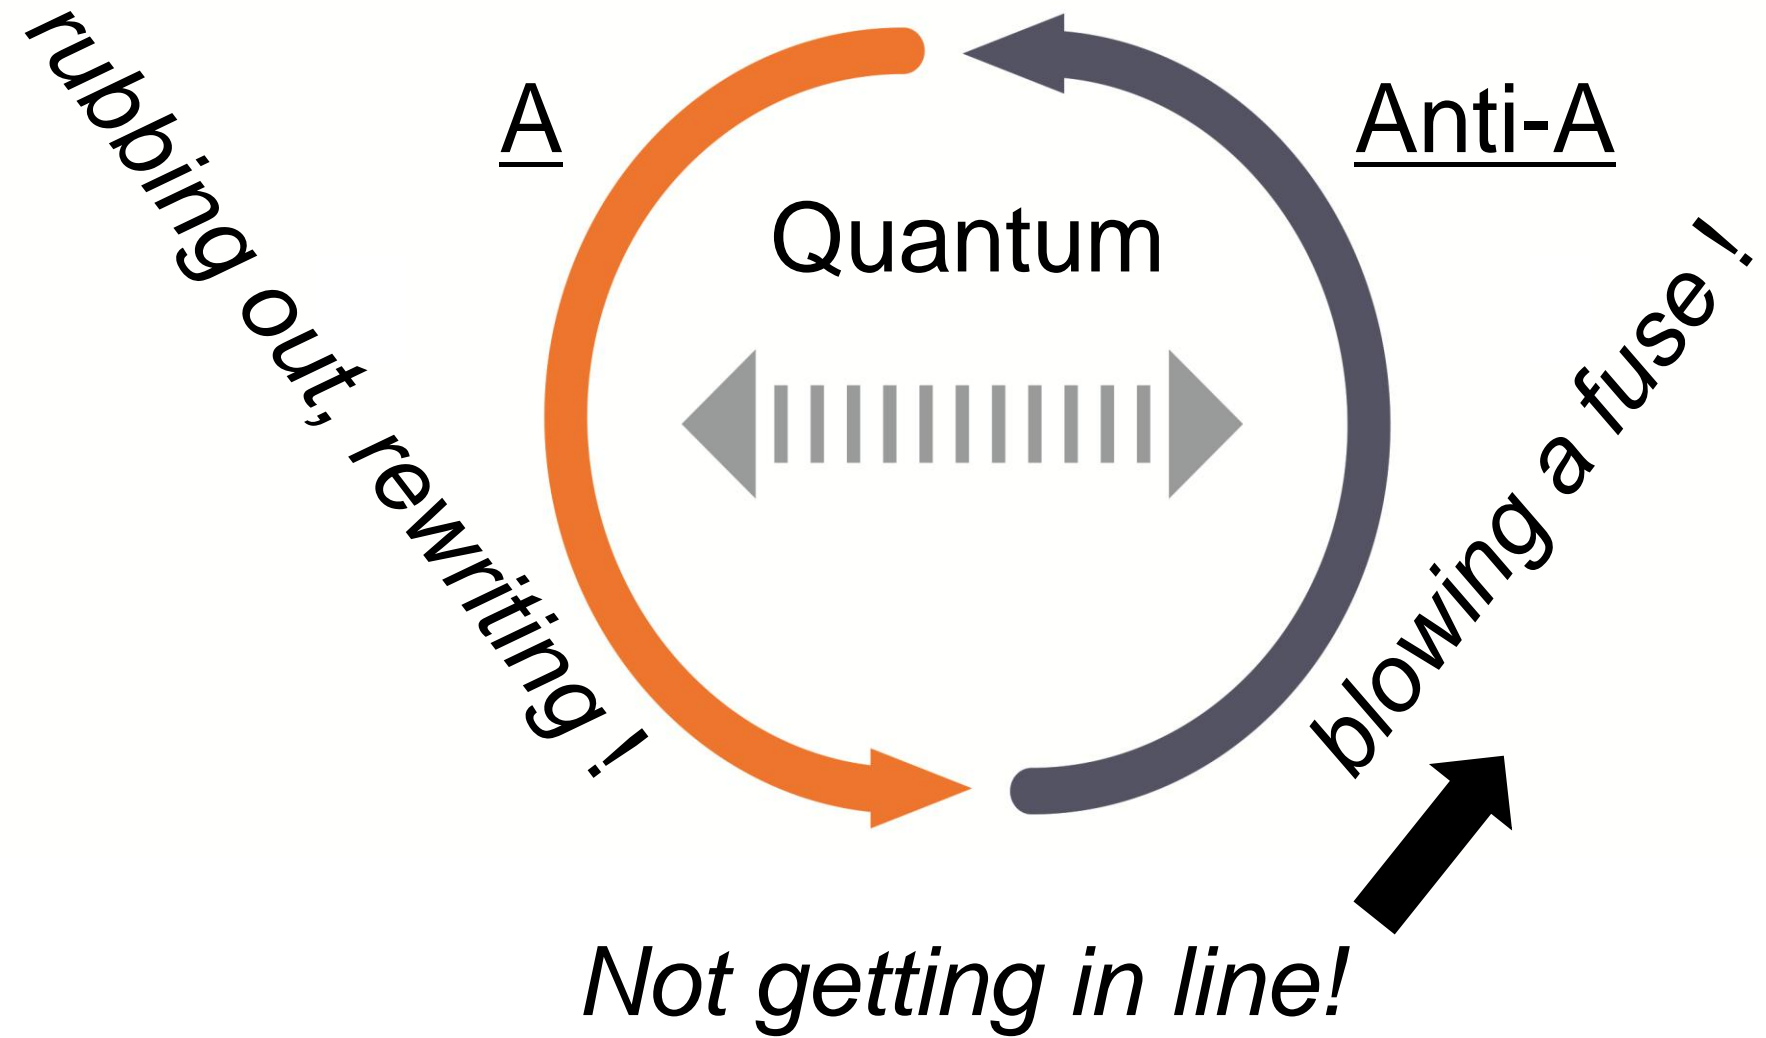 rubbing out, rewriting !
A
Anti-A
Quantum
blowing a fuse !
Not getting in line!